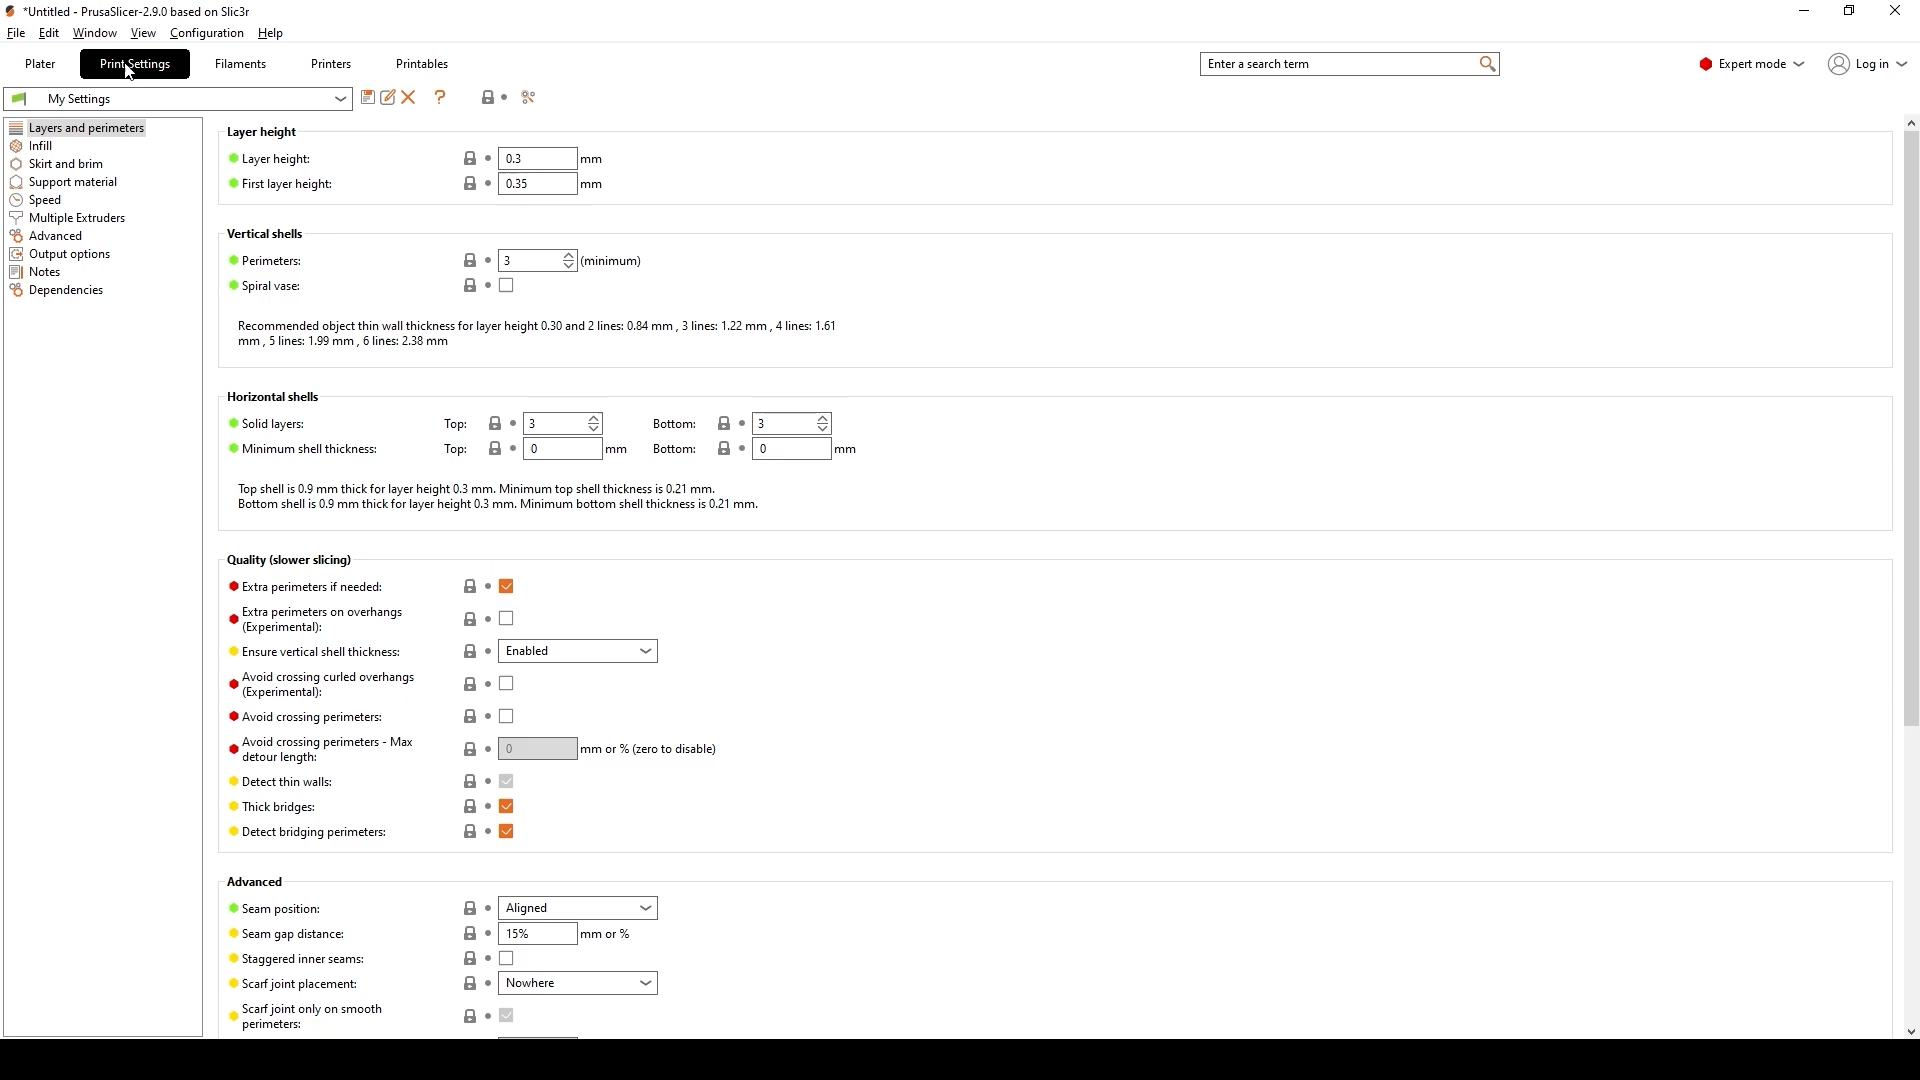 *Untitled - PrusaSlicer-2.9.0 based on Slic3r
File Edit Window View Configuration Help
Plater Print Settings Filaments Printers Printables Enter a search term Expert mode Log in
My Settings ?
Layers and perimeters
Infill
Skirt and brim
Support material
Speed
Multiple Extruders
Advanced
Output options
Notes
Dependencies
Layer height
Layer height: 0.3 mm
First layer height: 0.35 mm
Vertical shells
Perimeters: 3 (minimum)
Spiral vase:
Recommended object thin wall thickness for layer height 0.30 and 2 lines: 0.84 mm , 3 lines: 1.22 mm , 4 lines: 1.61
mm , 5 lines: 1.99 mm , 6 lines: 2.38 mm
Horizontal shells
Solid layers: Top: 3 Bottom: 3
Minimum shell thickness: Top: 0 mm Bottom: 0 mm
Top shell is 0.9 mm thick for layer height 0.3 mm. Minimum top shell thickness is 0.21 mm.
Bottom shell is 0.9 mm thick for layer height 0.3 mm. Minimum bottom shell thickness is 0.21 mm.
Quality (slower slicing)
Extra perimeters if needed:
Extra perimeters on overhangs
(Experimental):
Ensure vertical shell thickness: Enabled
Avoid crossing curled overhangs
(Experimental):
Avoid crossing perimeters:
Avoid crossing perimeters - Max
detour length: 0 mm or % (zero to disable)
Detect thin walls:
Thick bridges:
Detect bridging perimeters:
Advanced
Seam position: Aligned
Seam gap distance: 15% mm or %
Staggered inner seams:
Scarf joint placement: Nowhere
Scarf joint only on smooth
perimeters: